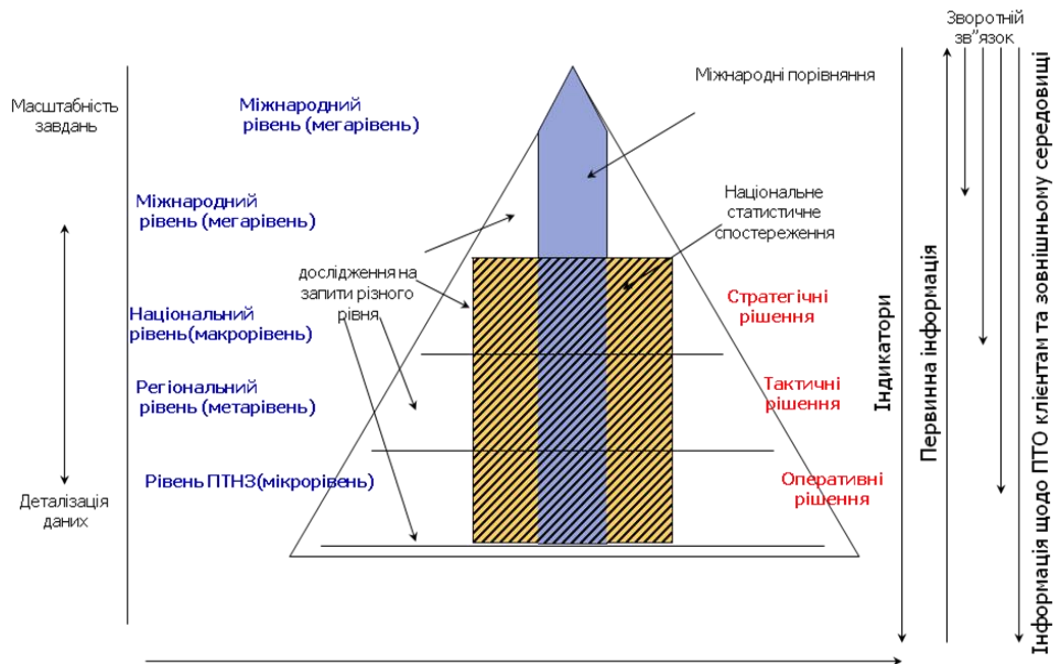 Зворотній
зв"язок
Масштабність
завдань
Міжнародний
рівень (мегарівень)
Міжнародні порівняння
Міжнародний
рівень (мегарівень)
Національне
статистичне
спостереження
дослідження на
запити різного
рівня
Національний
рівень(макрорівень)
Стратегічні
рішення
Регіональний
рівень (метарівень)
Тактичні
рішення
Рівень ПТНЗ(мікрорівень)
Оперативні
рішення
Деталізація
даних
Індикатори
Первинна інформація
Інформація щодо ПТО клієнтам та зовнішньому середовищі